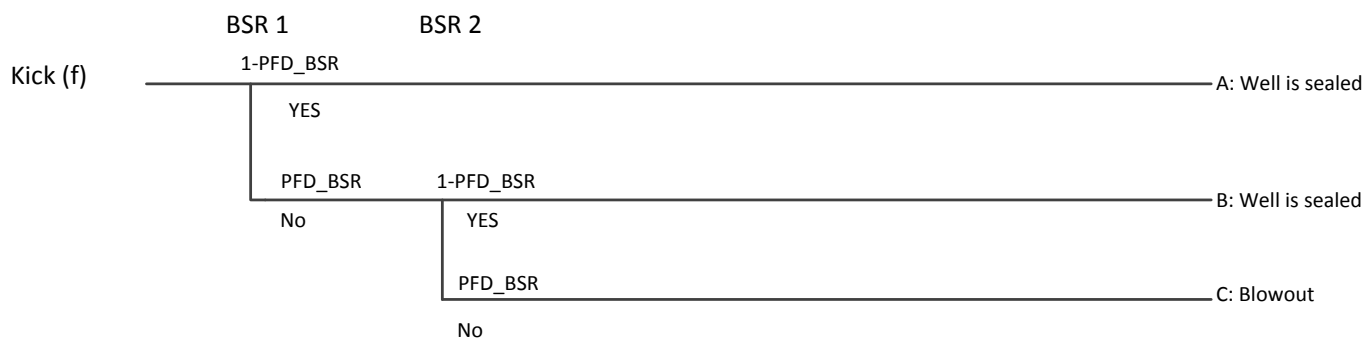 BSR 1 BSR 2
Kick (f)
1-PFD_BSR
A: Well is sealed
YES
PFD_BSR 1-PFD_BSR
B: Well is sealed
No YES
PFD_BSR
C: Blowout
No